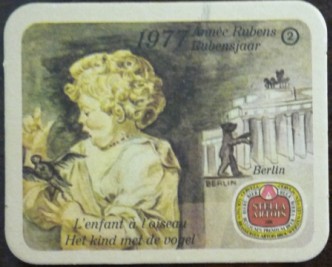 1977 Année Rubens
Rubensjaar
2
Berlin
BERLIN
STELLA
ARTOIS
L'enfant à l'oiseau
Het kind met de vogel